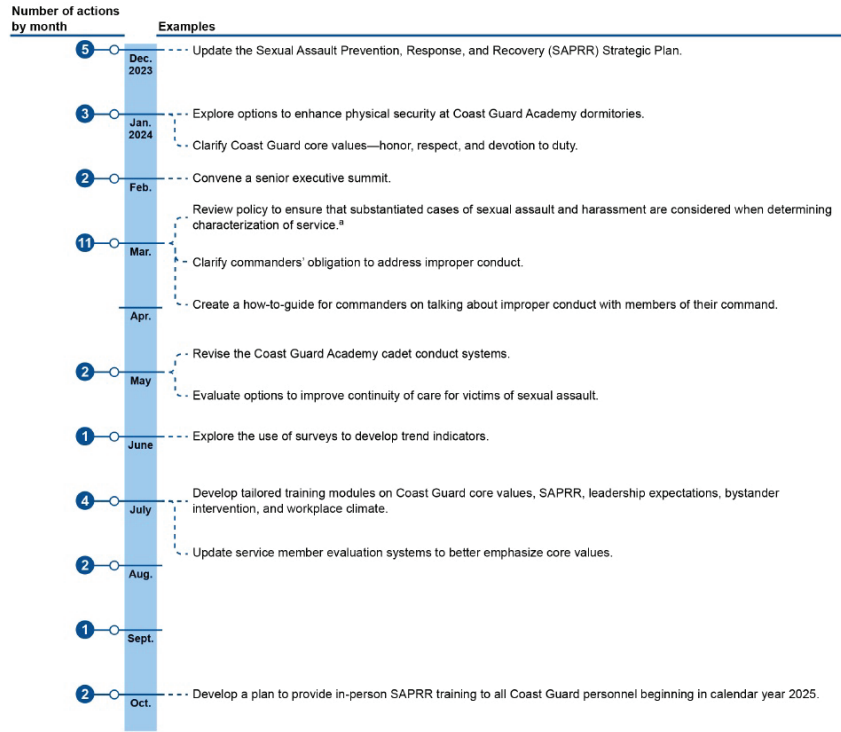 Number of actions
by month
Examples
5
Dec.
2023
Update the Sexual Assault Prevention, Response, and Recovery (SAPRR) Strategic Plan.
3
Jan.
2024
Explore options to enhance physical security at Coast Guard Academy dormitories.
Clarify Coast Guard core values—honor, respect, and devotion to duty.
2
Feb.
Convene a senior executive summit.
11
Mar.
Review policy to ensure that substantiated cases of sexual assault and harassment are considered when determining
characterization of service.ª
Clarify commanders’ obligation to address improper conduct.
Create a how-to-guide for commanders on talking about improper conduct with members of their command.
Apr.
2
May
Revise the Coast Guard Academy cadet conduct systems.
Evaluate options to improve continuity of care for victims of sexual assault.
1
June
Explore the use of surveys to develop trend indicators.
4
July
Develop tailored training modules on Coast Guard core values, SAPRR, leadership expectations, bystander
intervention, and workplace climate.
Update service member evaluation systems to better emphasize core values.
2
Aug.
1
Sept.
2
Oct.
Develop a plan to provide in-person SAPRR training to all Coast Guard personnel beginning in calendar year 2025.